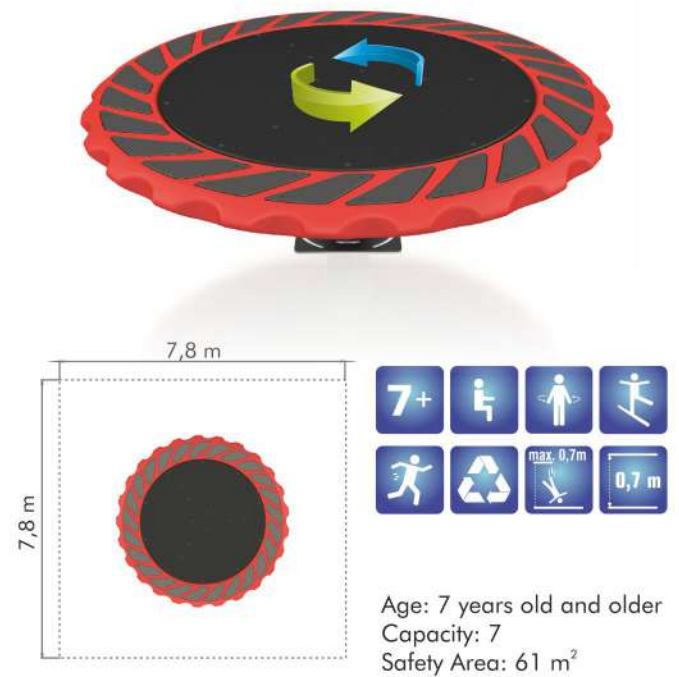 7,8 m
7,8 m
7+
max. 0,7m
0,7 m
Age: 7 years old and older
Capacity: 7
Safety Area: 61 m²